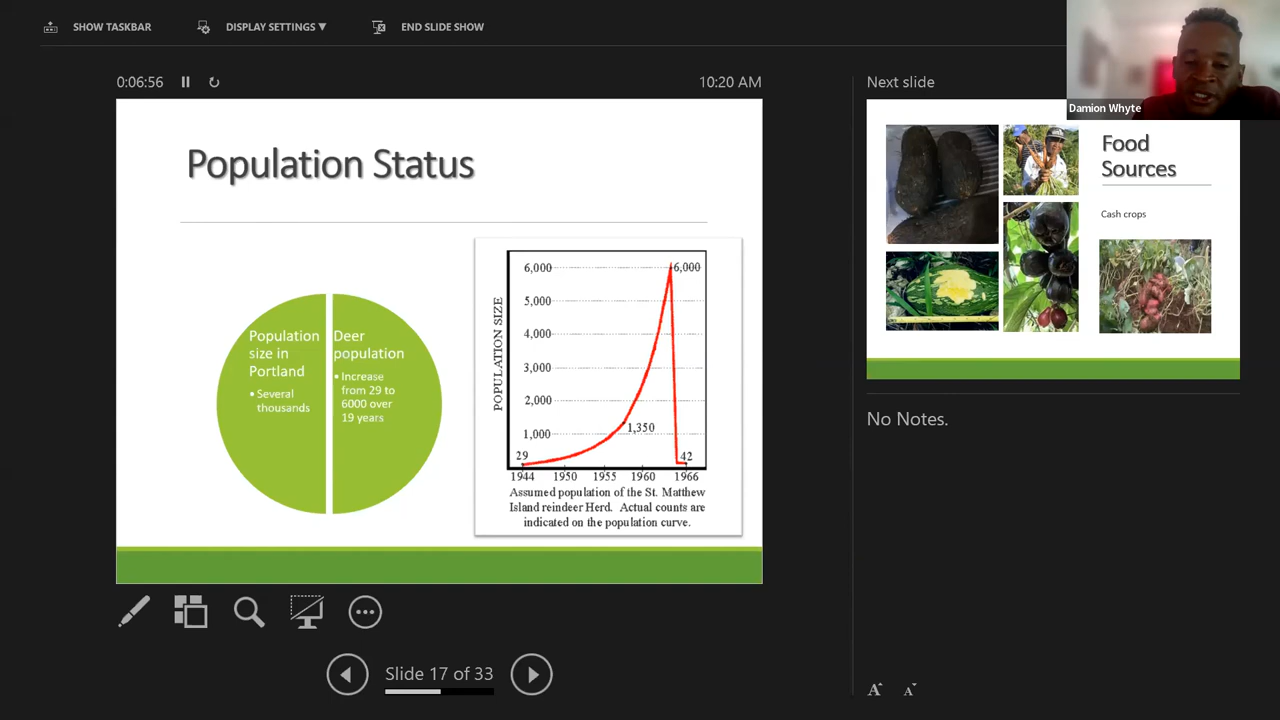 SHOW TASKBAR
DISPLAY SETTINGS ▼
END SLIDE SHOW
0:06:56
10:20 AM
Population Status
Population
size in
Portland
• Several
thousands
Deer
population
• Increase
from 29 to
6000 over
19 years
POPULATION SIZE
6,000
5,000
4,000
3,000
2,000
1,000
6,000
1,350
29
42
1944 1950 1955 1960 1966
Assumed population of the St. Matthew
Island reindeer Herd. Actual counts are
indicated on the population curve.
Slide 17 of 33
Next slide
Damion Whyte
Food
Sources
Cash crops
No Notes.
A A